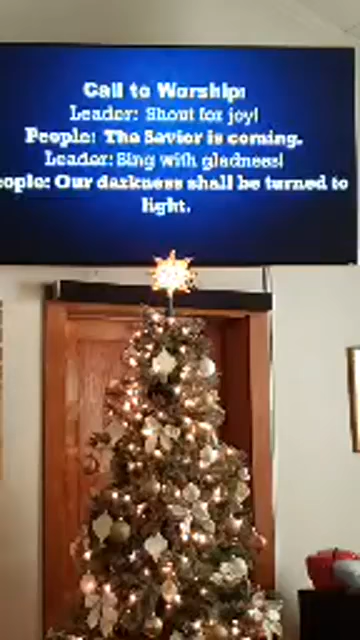 Call to Worship:
Leader: Shout for joy!
People: The Savior is coming.
Leader: Sing with gladness!
eople: Our darkness shall be turned to
light.